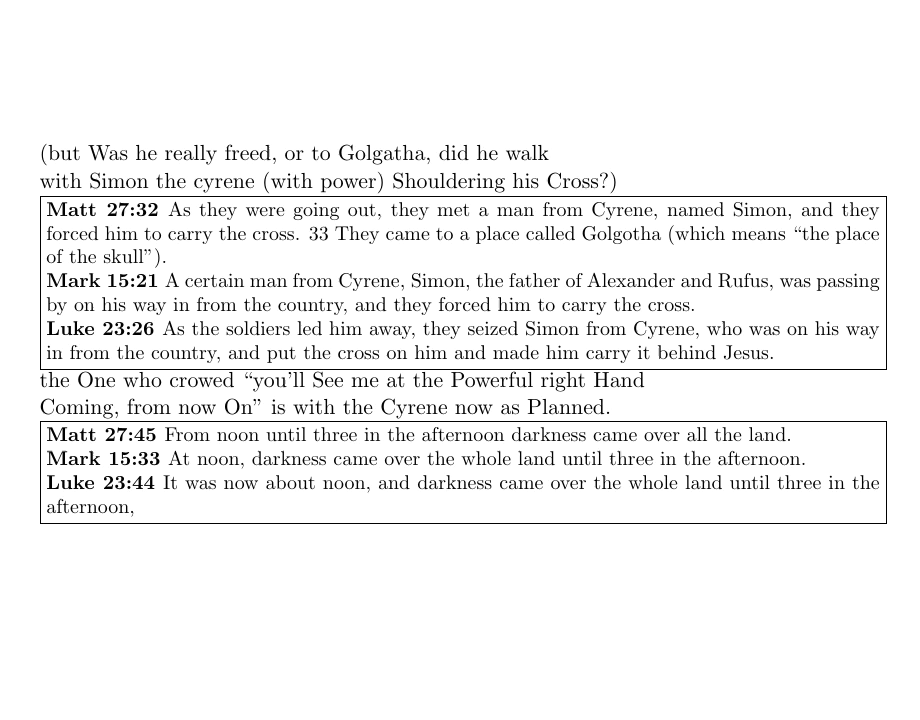 (but Was he really freed, or to Golgatha, did he walk
with Simon the cyrene (with power) Shouldering his Cross?)
Matt 27:32 As they were going out, they met a man from Cyrene, named Simon, and they
forced him to carry the cross. 33 They came to a place called Golgotha (which means “the place
of the skull”).
Mark 15:21 A certain man from Cyrene, Simon, the father of Alexander and Rufus, was passing
by on his way in from the country, and they forced him to carry the cross.
Luke 23:26 As the soldiers led him away, they seized Simon from Cyrene, who was on his way
in from the country, and put the cross on him and made him carry it behind Jesus.
the One who crowed “you’ll See me at the Powerful right Hand
Coming, from now On” is with the Cyrene now as Planned.
Matt 27:45 From noon until three in the afternoon darkness came over all the land.
Mark 15:33 At noon, darkness came over the whole land until three in the afternoon.
Luke 23:44 It was now about noon, and darkness came over the whole land until three in the
afternoon,